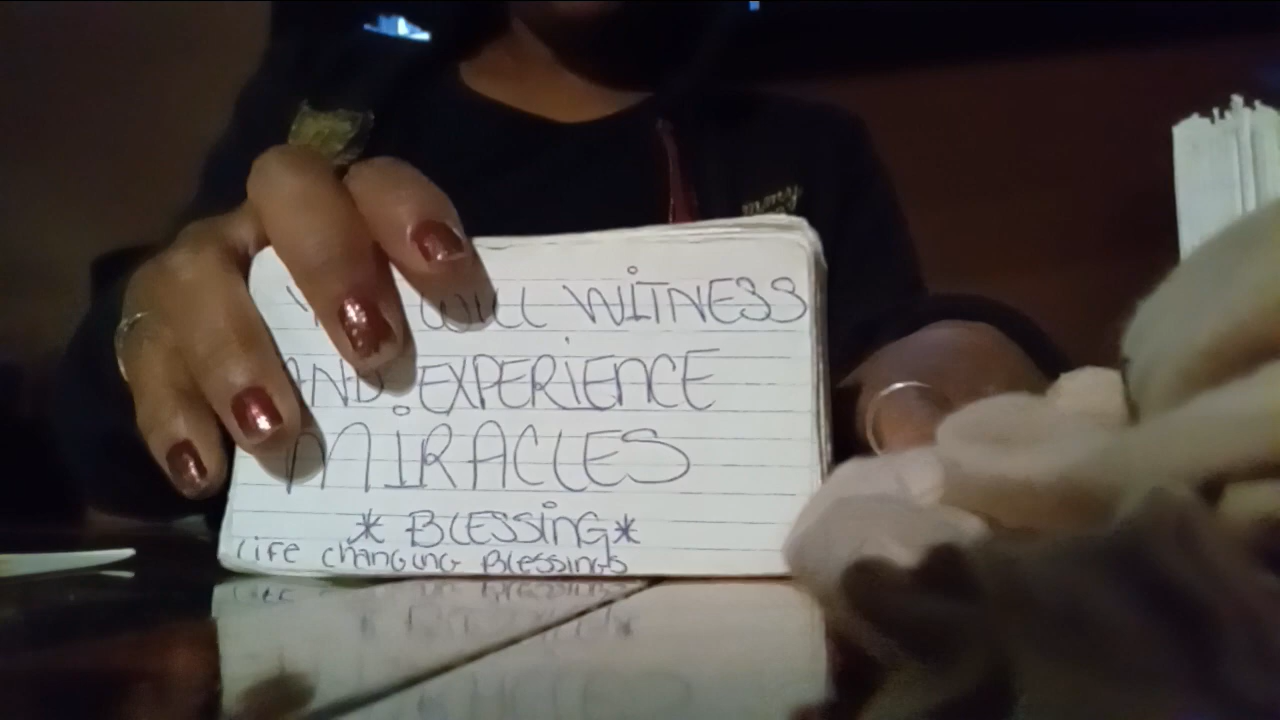 WILL WITNESS
AND EXPERIENCE
MIRACLES
* BLESSING *
LIFE CHANGING BLESSINGS